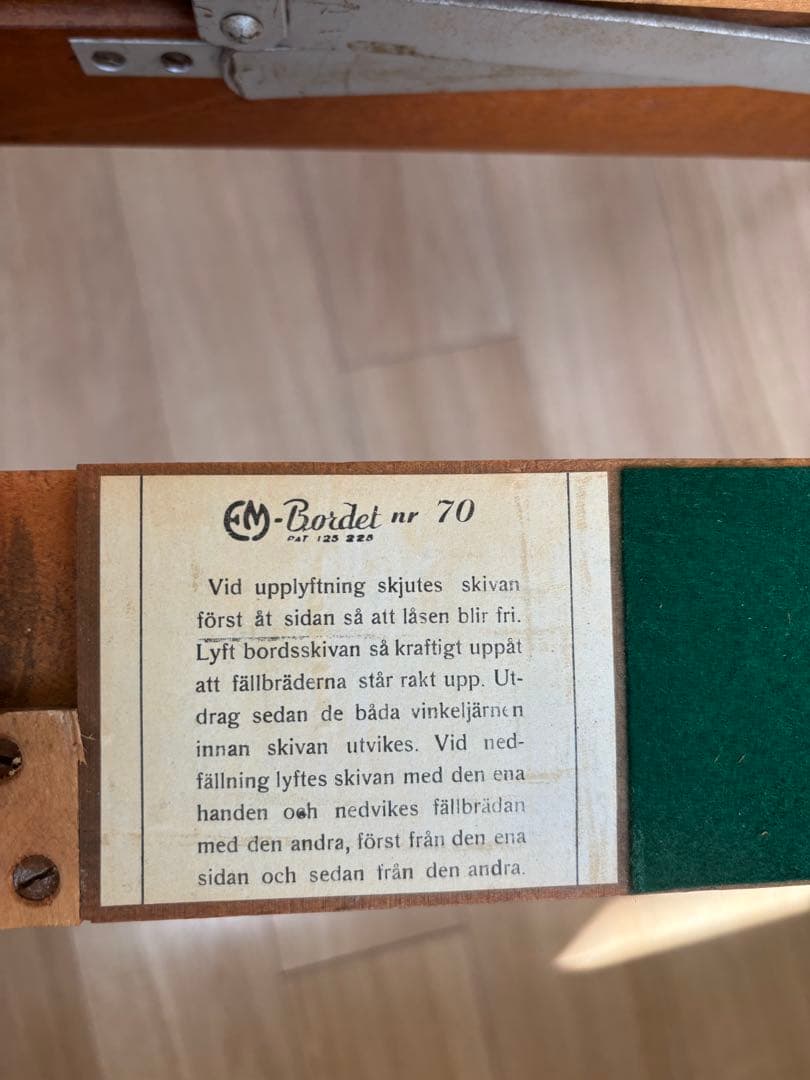 EM-Bordet nr 70
PAT 125 225
Vid upplyftning skjutes skivan
först åt sidan så att låsen blir fri.
Lyft bordsskivan så kraftigt uppåt
att fällbräderna står rakt upp. Ut-
drag sedan de båda vinkeljärnen
innan skivan utvikes. Vid ned-
fällning lyftes skivan med den ena
handen och nedvikes fällbrädan
med den andra, först från den ena
sidan och sedan från den andra.